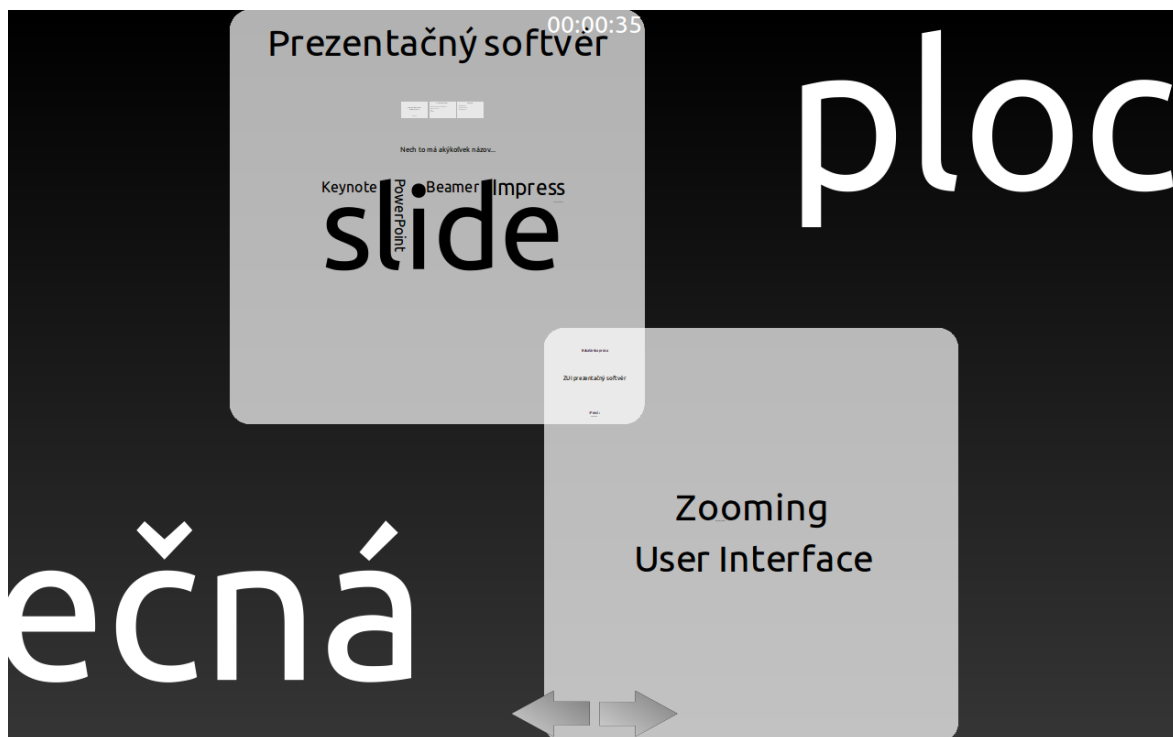 00:00:35
Prezentačný softvér
Nech to má akýkoľvek názov...
Keynote
PowerPoint
Beamer
Impress
slide
ploc
ZUI prezentačný softvér
Zooming
User Interface
ečná